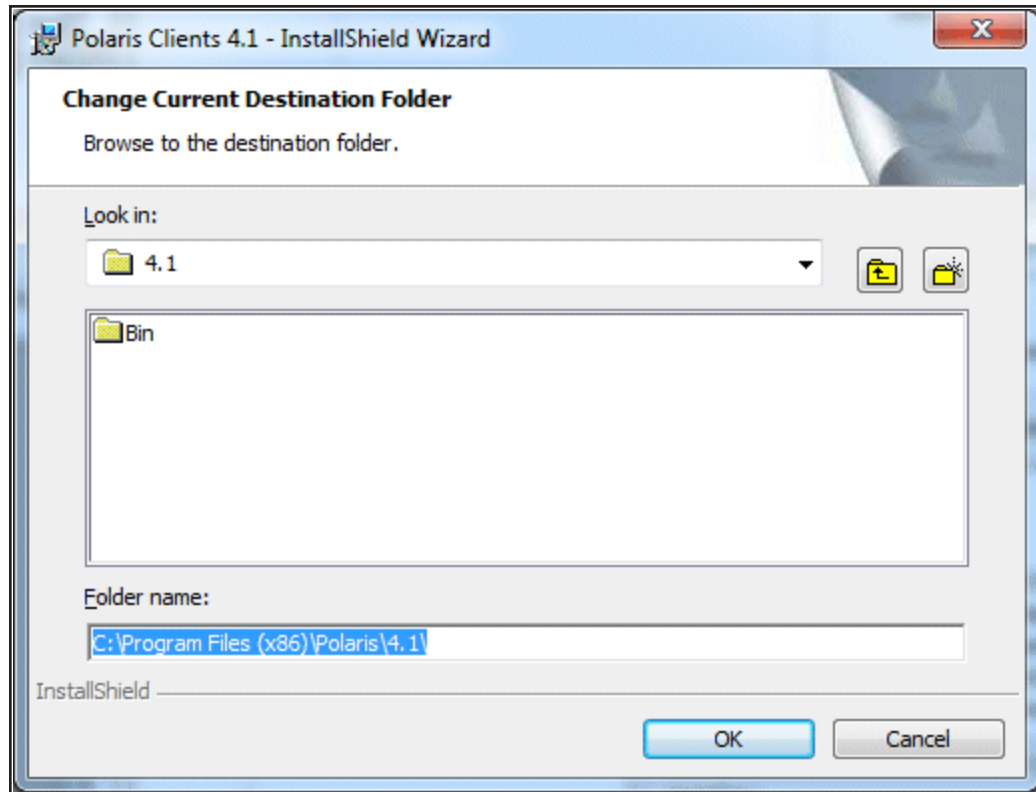 Polaris Clients 4.1 - InstallShield Wizard
Change Current Destination Folder
Browse to the destination folder.
Look in:
4.1
Bin
Folder name:
C:\Program Files (x86)\Polaris\4.1\
InstallShield
OK Cancel